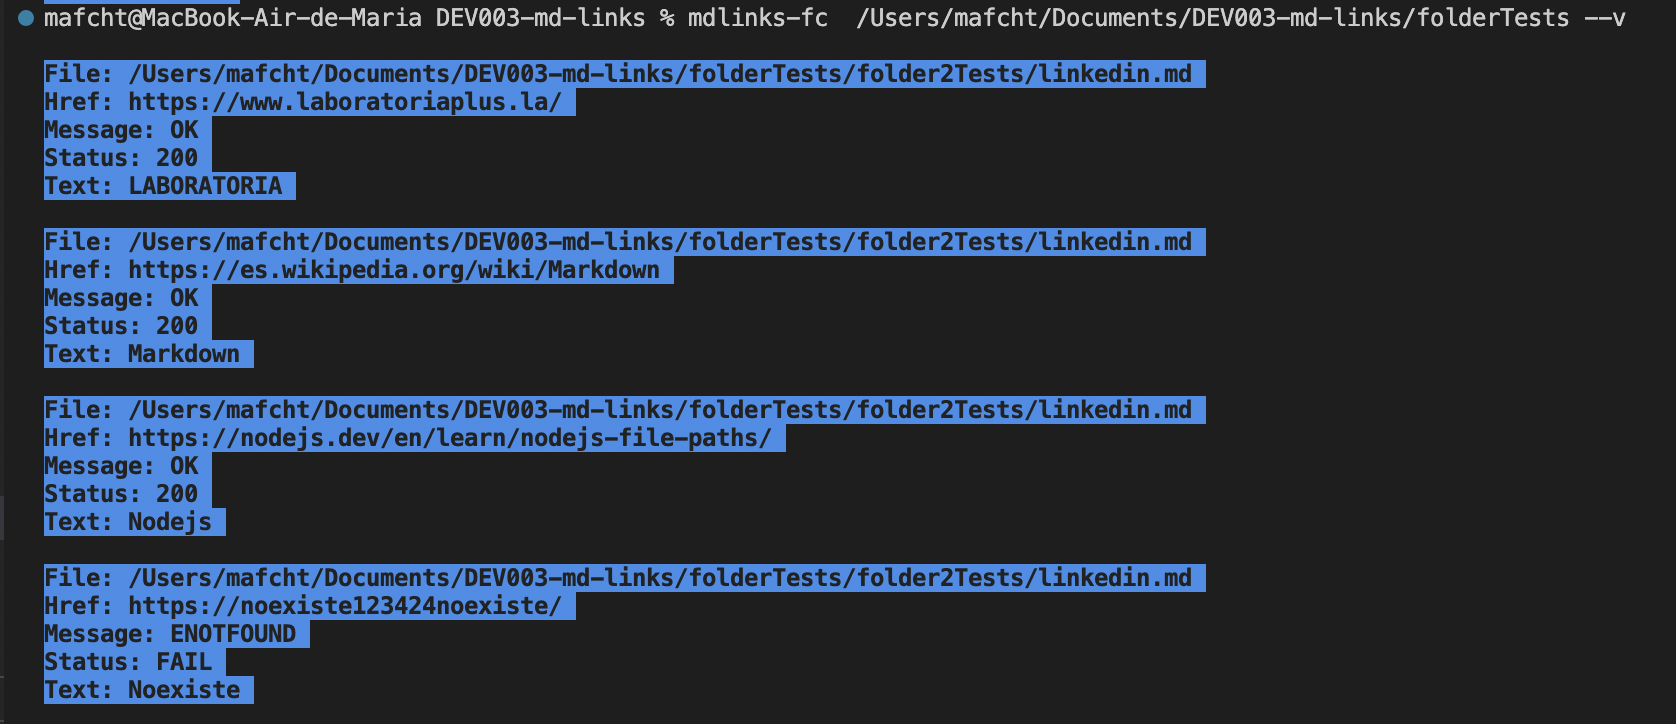 mafcht@MacBook-Air-de-Maria DEV003-md-links % mdlinks-fc  /Users/mafcht/Documents/DEV003-md-links/folderTests --v
File: /Users/mafcht/Documents/DEV003-md-links/folderTests/folder2Tests/linkedin.md
Href: https://www.laboratoriaplus.la/
Message: OK
Status: 200
Text: LABORATORIA
File: /Users/mafcht/Documents/DEV003-md-links/folderTests/folder2Tests/linkedin.md
Href: https://es.wikipedia.org/wiki/Markdown
Message: OK
Status: 200
Text: Markdown
File: /Users/mafcht/Documents/DEV003-md-links/folderTests/folder2Tests/linkedin.md
Href: https://nodejs.dev/en/learn/nodejs-file-paths/
Message: OK
Status: 200
Text: Nodejs
File: /Users/mafcht/Documents/DEV003-md-links/folderTests/folder2Tests/linkedin.md
Href: https://noexiste123424noexiste/
Message: ENOTFOUND
Status: FAIL
Text: Noexiste